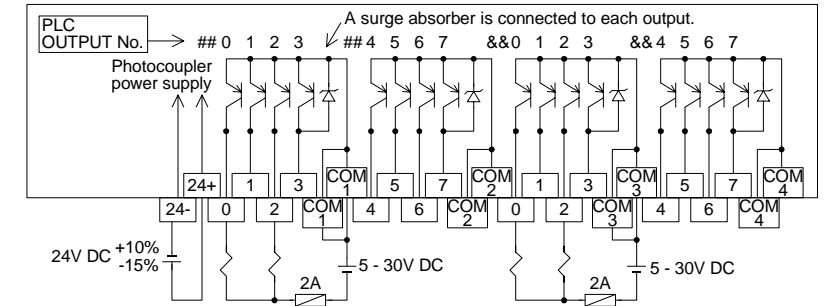 A surge absorber is connected to each output.
PLC
OUTPUT No.
##0 1 2 3 ##4 5 6 7 &&0 1 2 3 &&4 5 6 7
Photocoupler
power supply
24+ 1 3 COM 1 5 7 COM 2 1 3 COM 3 5 7 COM 4
24- 0 2 COM 1 4 6 COM 2 0 2 COM 3 4 6 COM 4
24V DC +10% -15%
5 - 30V DC
5 - 30V DC
2A
2A